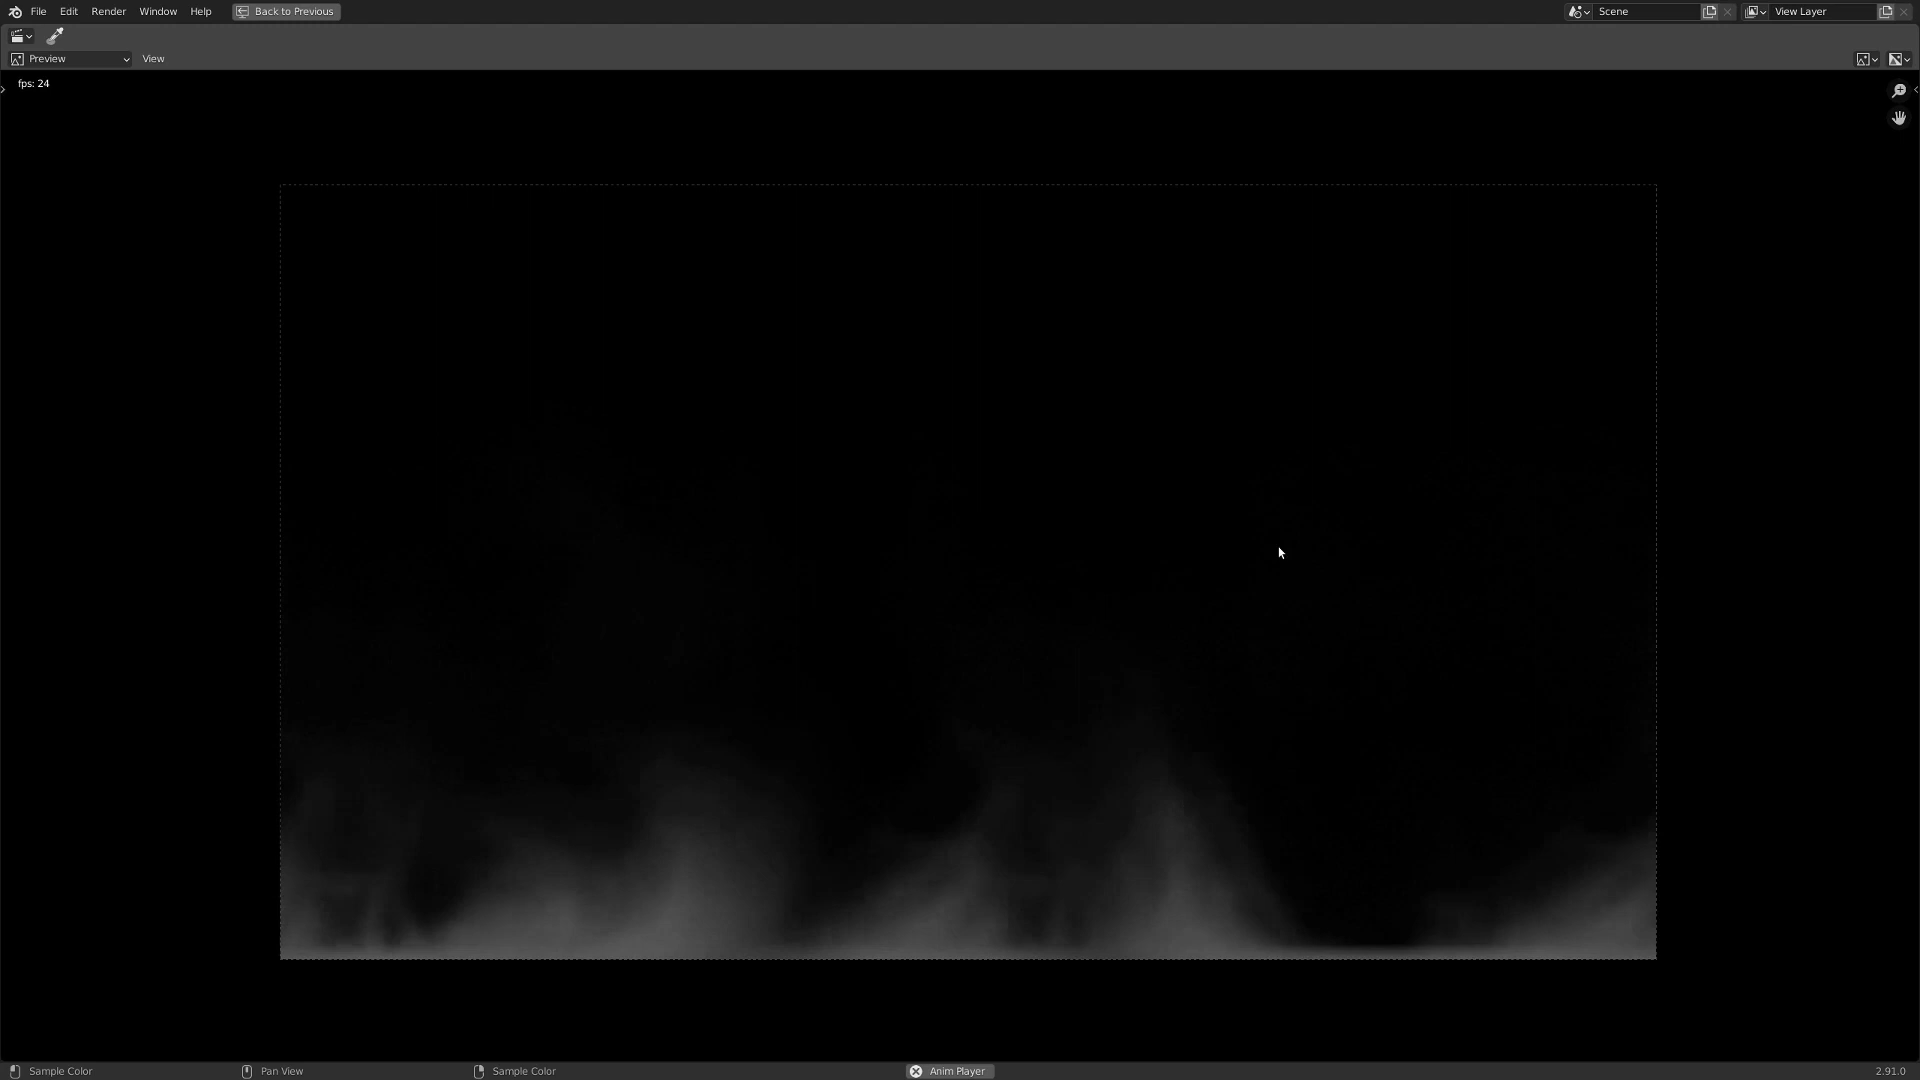 File Edit Render Window Help Back to Previous Scene View Layer
Preview View
fps: 24
Sample Color Pan View Sample Color Anim Player 2.91.0